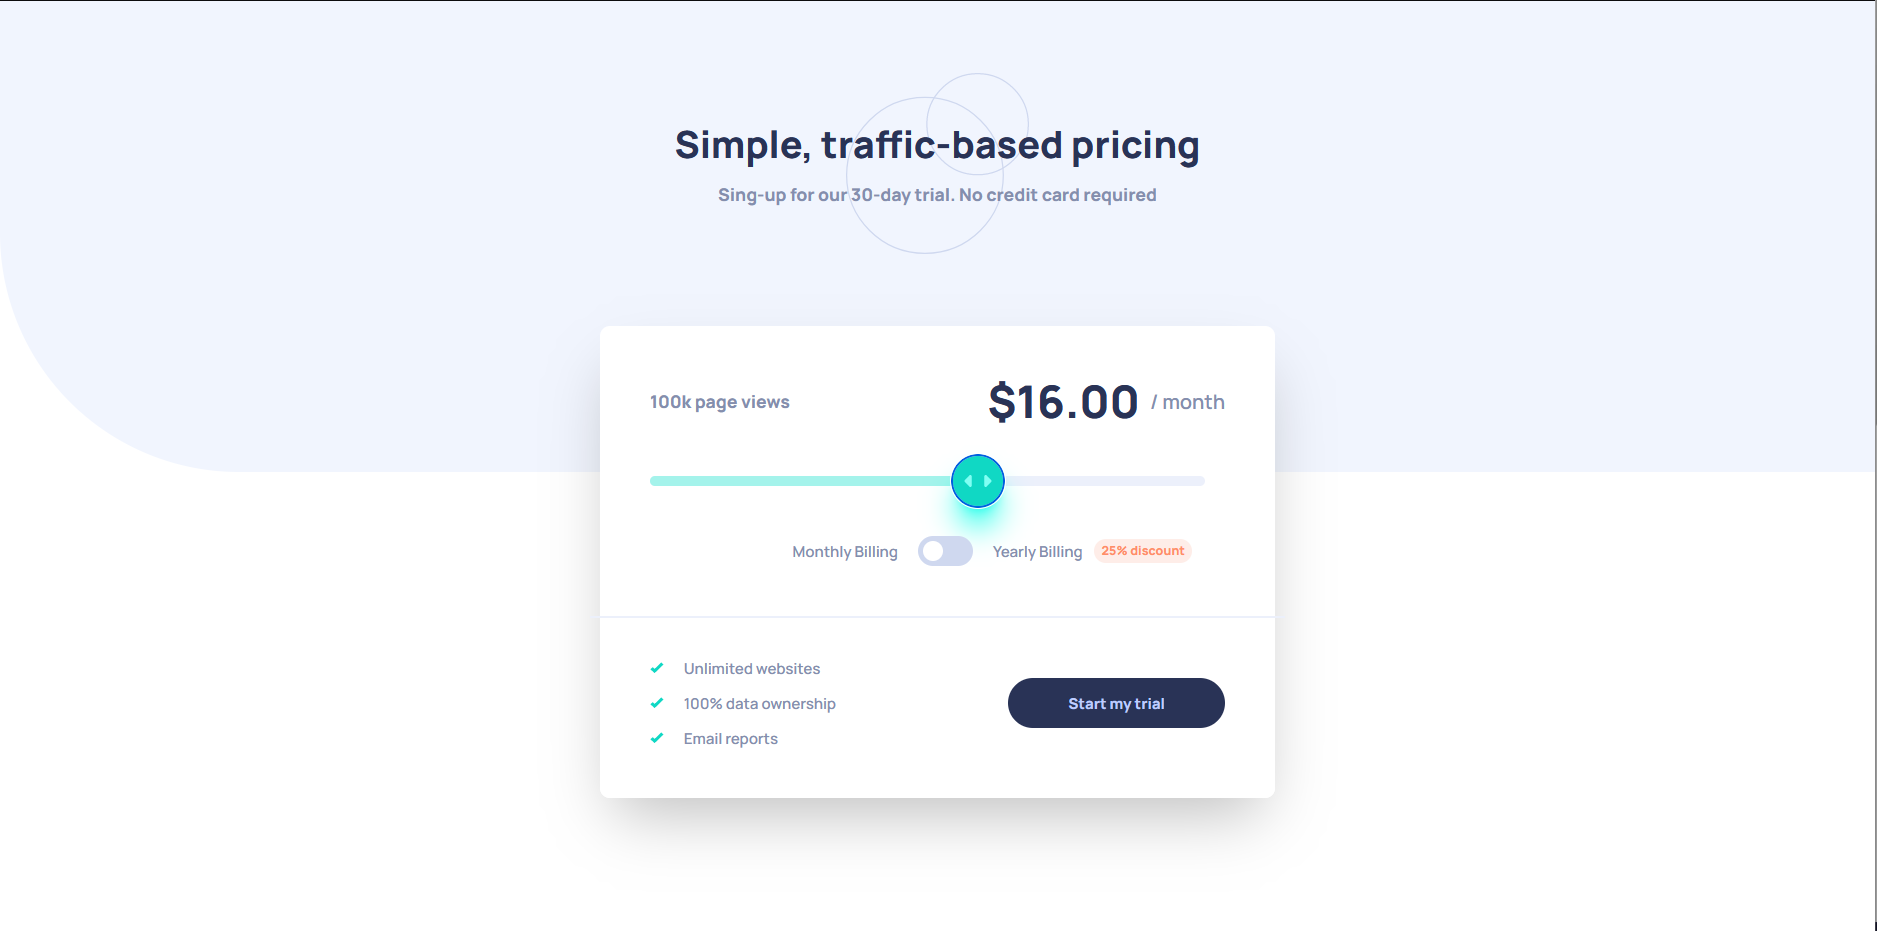 Simple, traffic-based pricing
Sing-up for our 30-day trial. No credit card required
100k page views
$16.00 / month
Monthly Billing
Yearly Billing
25% discount
Unlimited websites
100% data ownership
Email reports
Start my trial